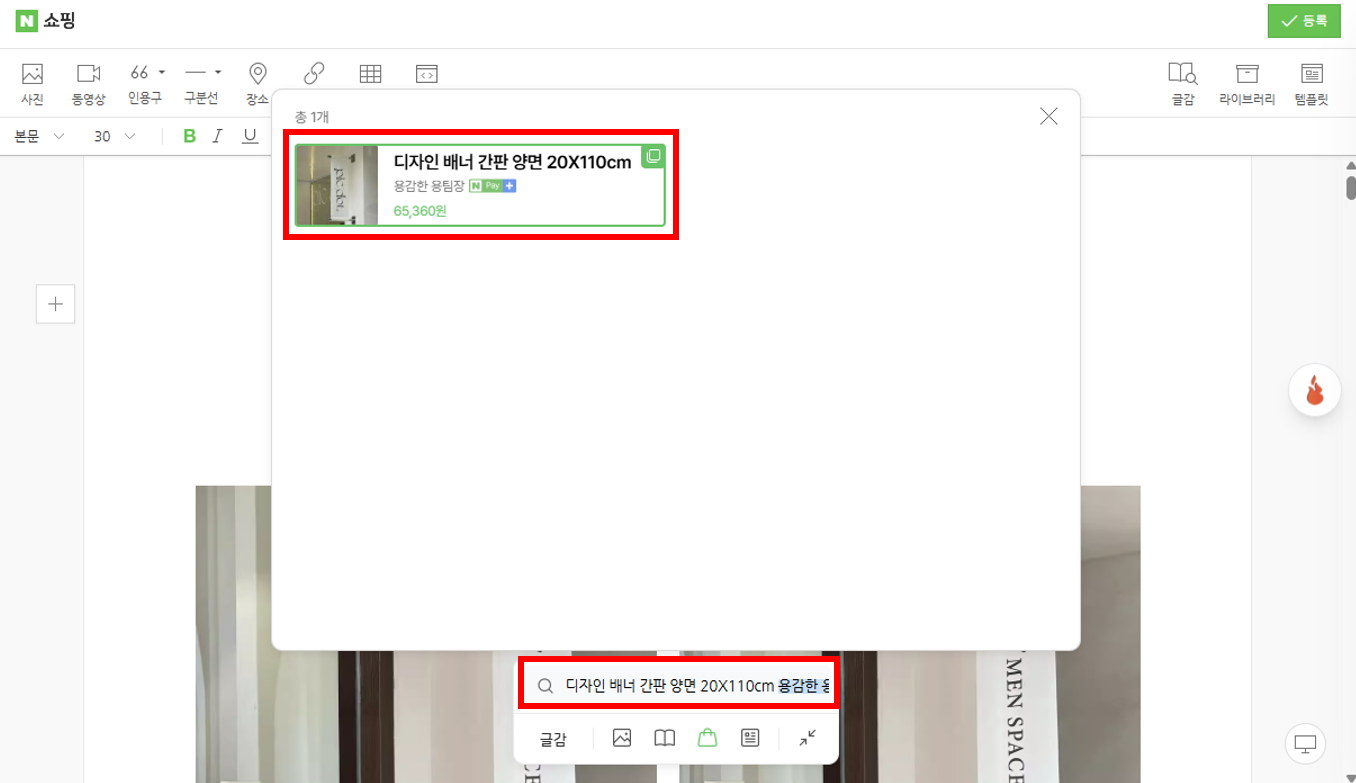 N 쇼핑
등록
사진
동영상
66
인용구
구분선
장소
글감
라이브러리
템플릿
본문
30
B I U
총 1개
디자인 배너 간판 양면 20X110cm
용감한 용팀장 N Pay +
65,360원
디자인 배너 간판 양면 20X110cm 용감한
글감
MEN SPACE